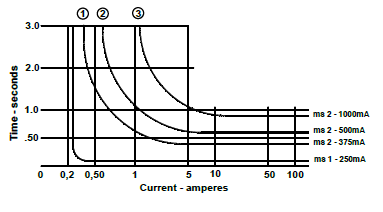 ① ② ③
3.0
2.0
1.0
.50
0 0,2 0,50 1 5 10 50 100
Time - seconds
Current - amperes
ms 2 - 1000mA
ms 2 - 500mA
ms 2 - 375mA
ms 1 - 250mA